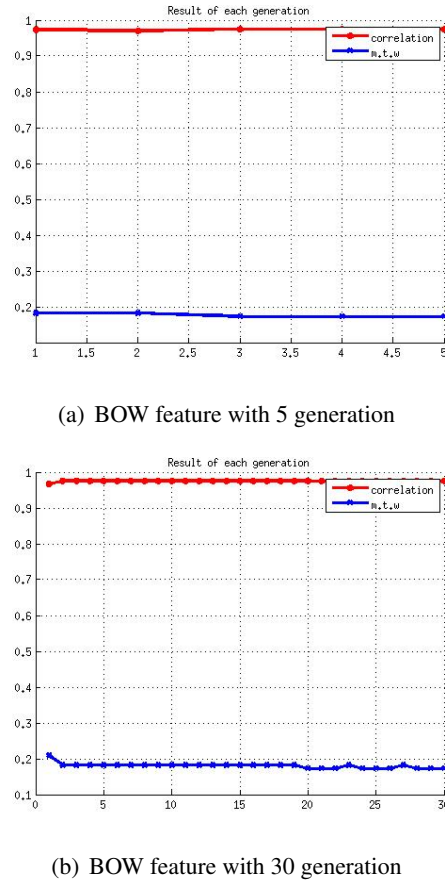 Result of each generation
1
0.9
0.8
0.7
0.6
0.5
0.4
0.3
0.2
correlation
m.t.w
1 1.5 2 2.5 3 3.5 4 4.5 5
(a) BOW feature with 5 generation
Result of each generation
1
0.9
0.8
0.7
0.6
0.5
0.4
0.3
0.2
0.1
correlation
m.t.w
0 5 10 15 20 25 30
(b) BOW feature with 30 generation